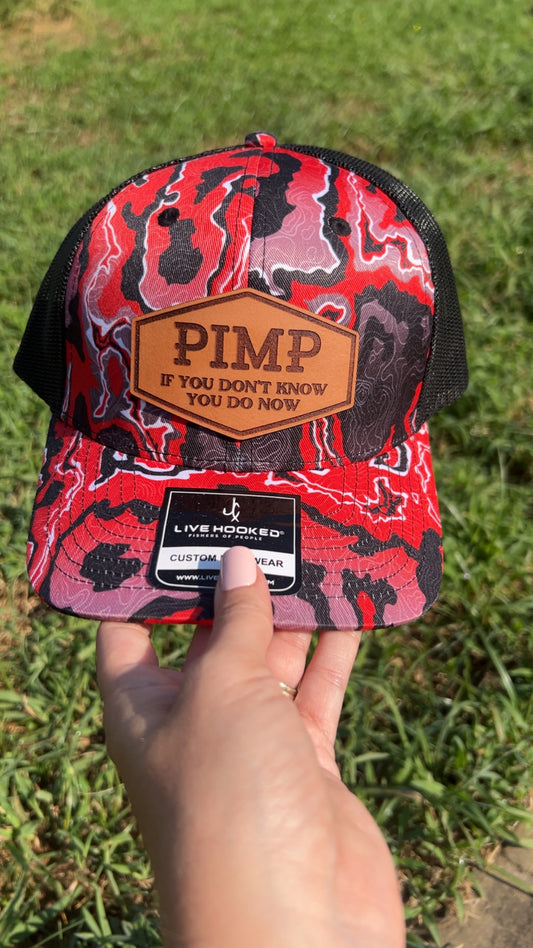 PIMP
IF YOU DON'T KNOW
YOU DO NOW
LIVE HOOKED®
FISHERS OF PEOPLE
CUSTOM
WEAR